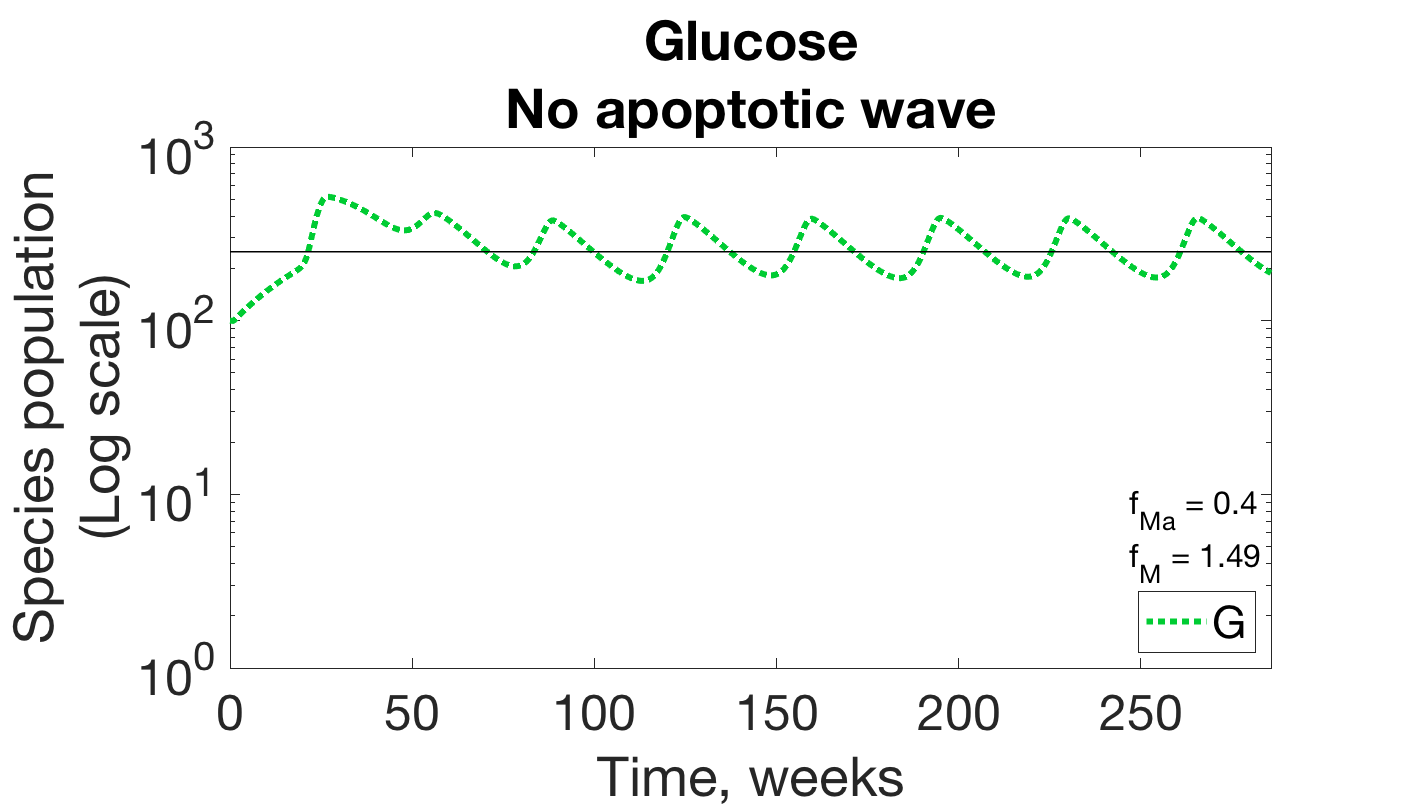 Glucose
No apoptotic wave
Species population
(Log scale)
10^3
10^2
10^1
10^0
f_Ma = 0.4
f_M = 1.49
G
0 50 100 150 200 250
Time, weeks